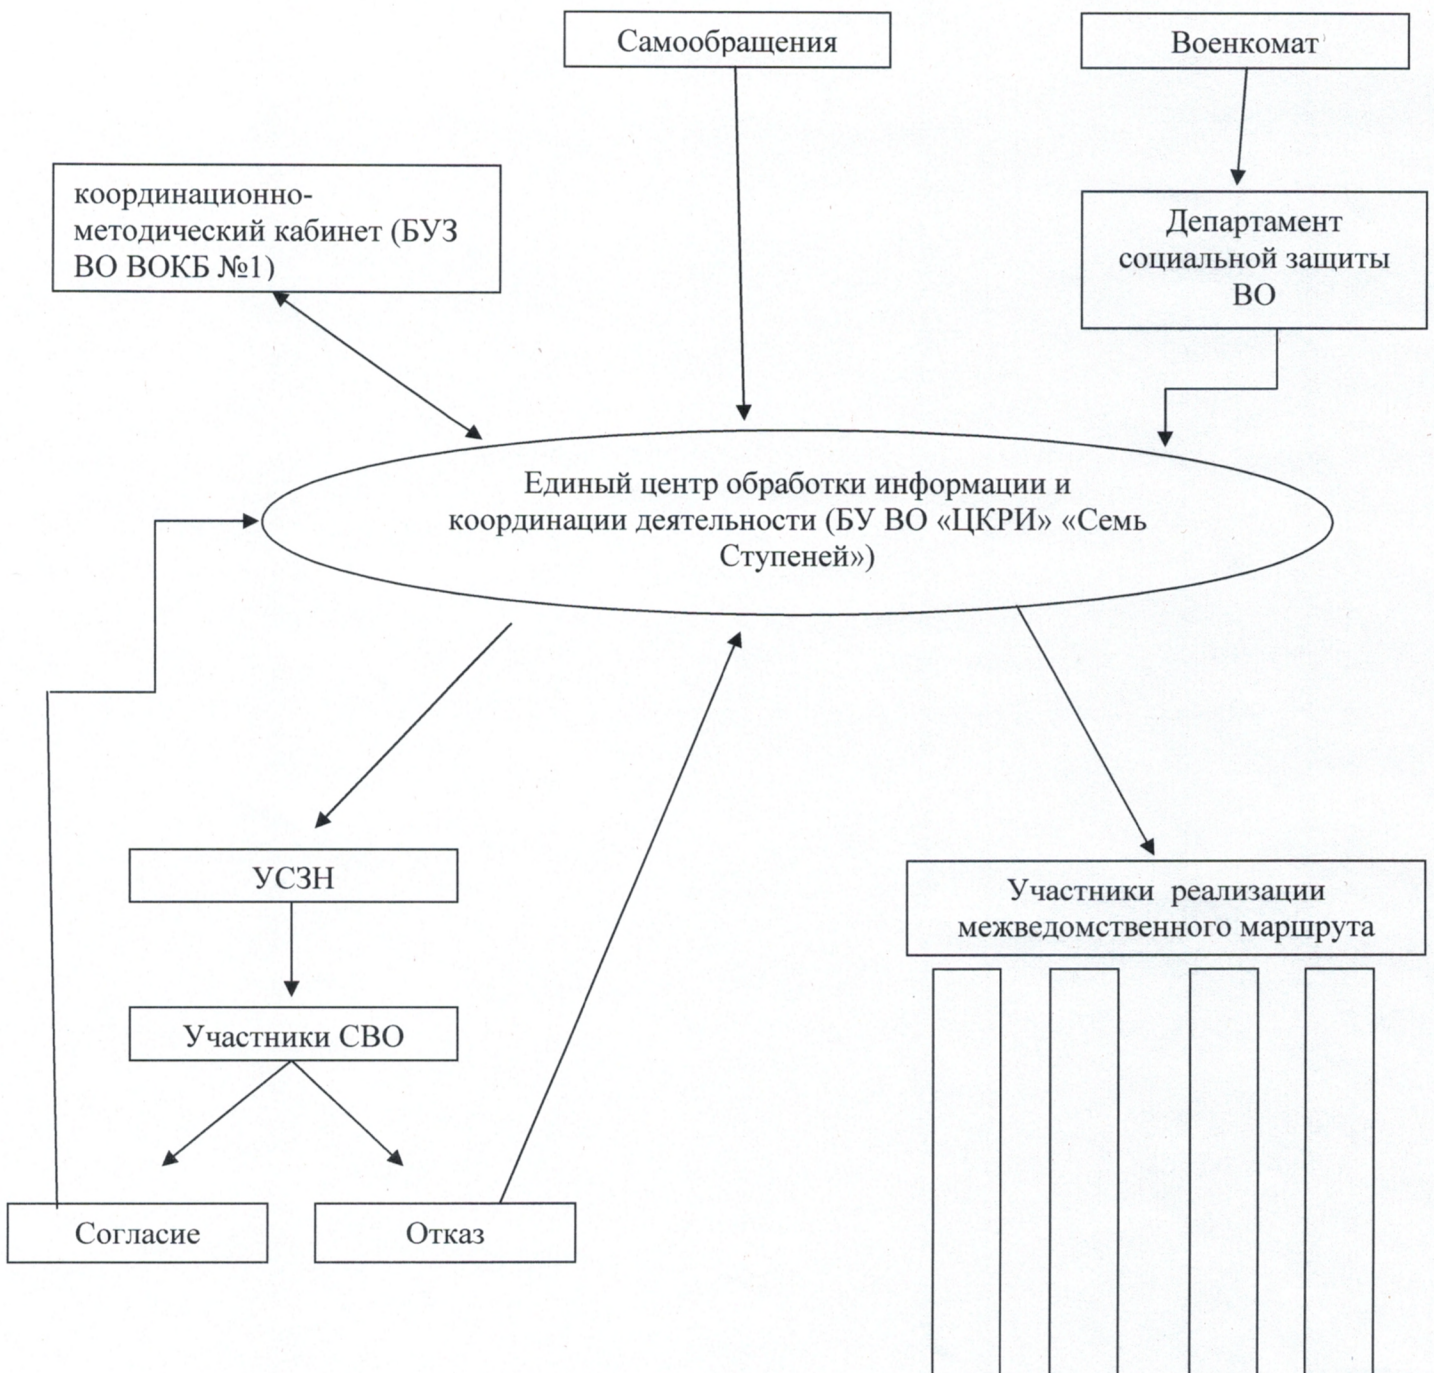 Самообращения
Военкомат
координационно-
методический кабинет (БУЗ
ВО ВОКБ №1)
Департамент
социальной защиты
ВО
Единый центр обработки информации и
координации деятельности (БУ ВО «ЦКРИ» «Семь
Ступеней»)
УСЗН
Участники реализации
межведомственного маршрута
Участники СВО
Согласие
Отказ